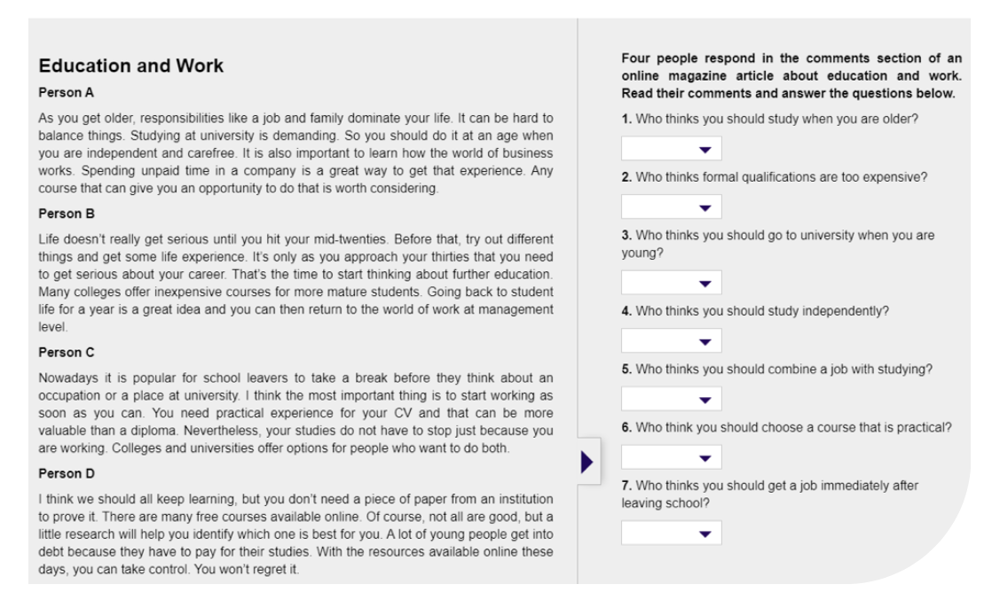 Education and Work
Person A
As you get older, responsibilities like a job and family dominate your life. It can be hard to
balance things. Studying at university is demanding. So you should do it at an age when
you are independent and carefree. It is also important to learn how the world of business
works. Spending unpaid time in a company is a great way to get that experience. Any
course that can give you an opportunity to do that is worth considering.
Person B
Life doesn't really get serious until you hit your mid-twenties. Before that, try out different
things and get some life experience. It's only as you approach your thirties that you need
to get serious about your career. That's the time to start thinking about further education.
Many colleges offer inexpensive courses for more mature students. Going back to student
life for a year is a great idea and you can then return to the world of work at management
level.
Person C
Nowadays it is popular for school leavers to take a break before they think about an
occupation or a place at university. I think the most important thing is to start working as
soon as you can. You need practical experience for your CV and that can be more
valuable than a diploma. Nevertheless, your studies do not have to stop just because you
are working. Colleges and universities offer options for people who want to do both.
Person D
I think we should all keep learning, but you don't need a piece of paper from an institution
to prove it. There are many free courses available online. Of course, not all are good, but a
little research will help you identify which one is best for you. A lot of young people get into
debt because they have to pay for their studies. With the resources available online these
days, you can take control. You won't regret it.
Four people respond in the comments section of an
online magazine article about education and work.
Read their comments and answer the questions below.
1. Who thinks you should study when you are older?
2. Who thinks formal qualifications are too expensive?
3. Who thinks you should go to university when you are
young?
4. Who thinks you should study independently?
5. Who thinks you should combine a job with studying?
6. Who think you should choose a course that is practical?
7. Who thinks you should get a job immediately after
leaving school?